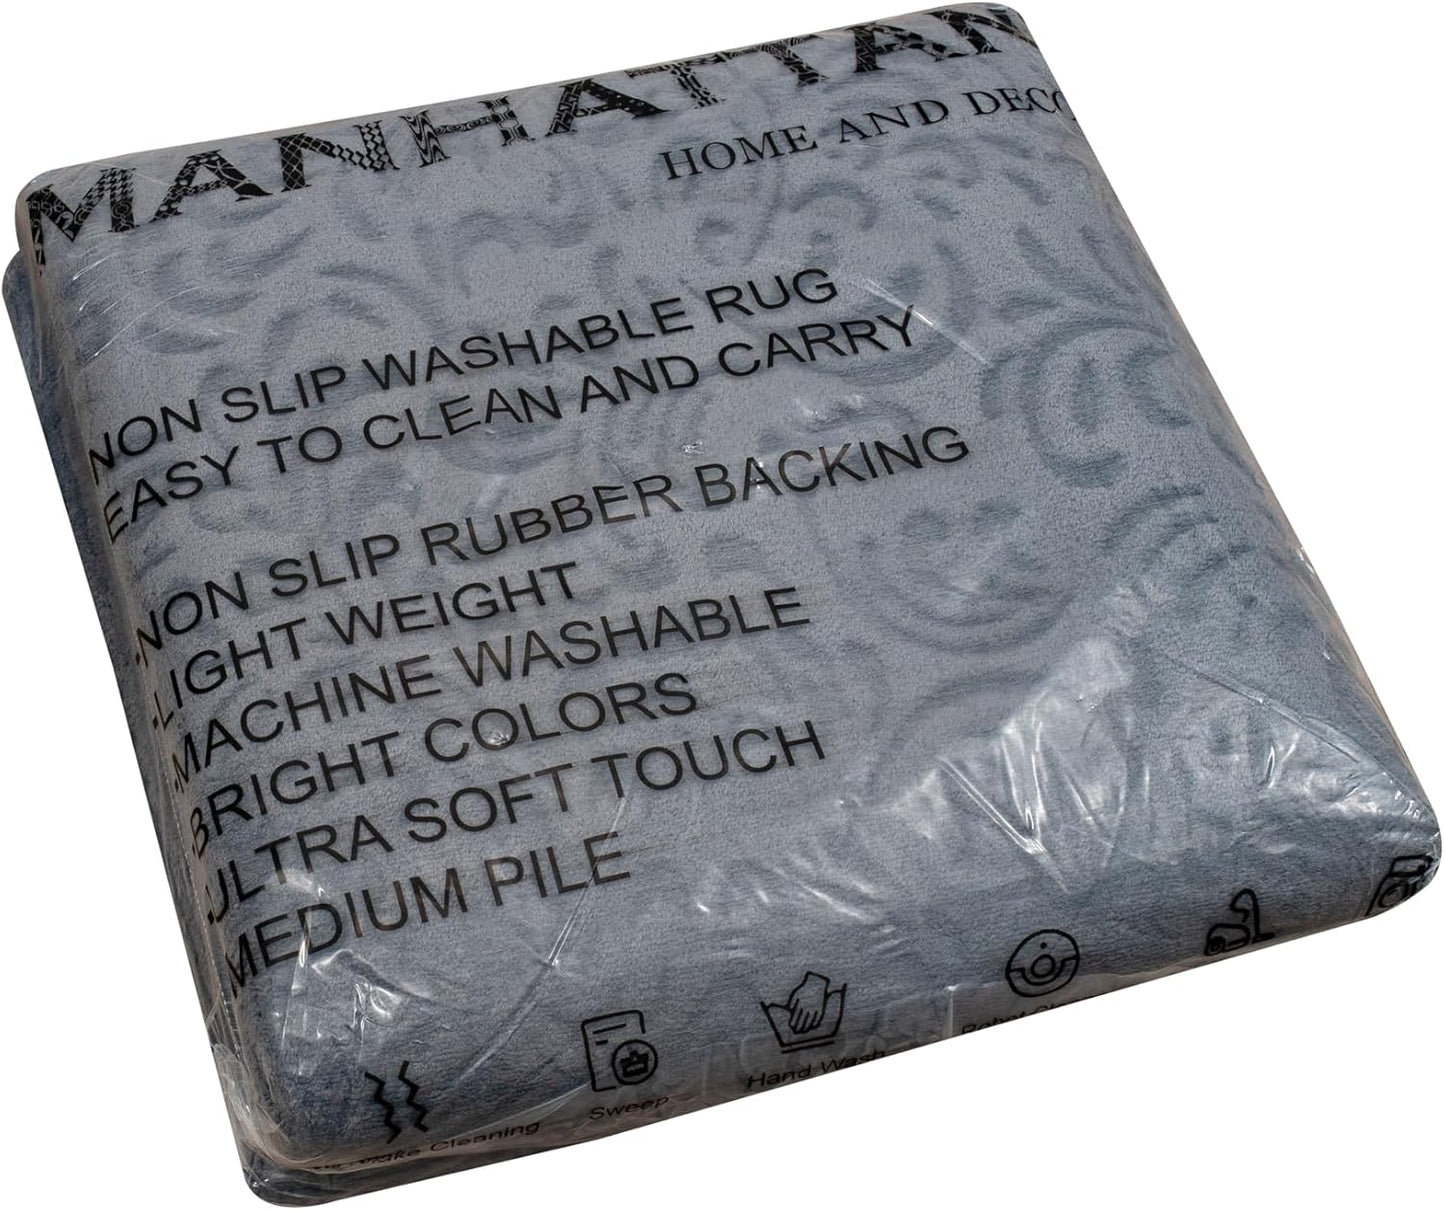 MANHATTAN
HOME AND DECO
NON SLIP WASHABLE RUG
EASY TO CLEAN AND CARRY
·NON SLIP RUBBER BACKING
·LIGHT WEIGHT
·MACHINE WASHABLE
·BRIGHT COLORS
·ULTRA SOFT TOUCH
MEDIUM PILE
Cleaning
Sweep
Hand Wash
Robot